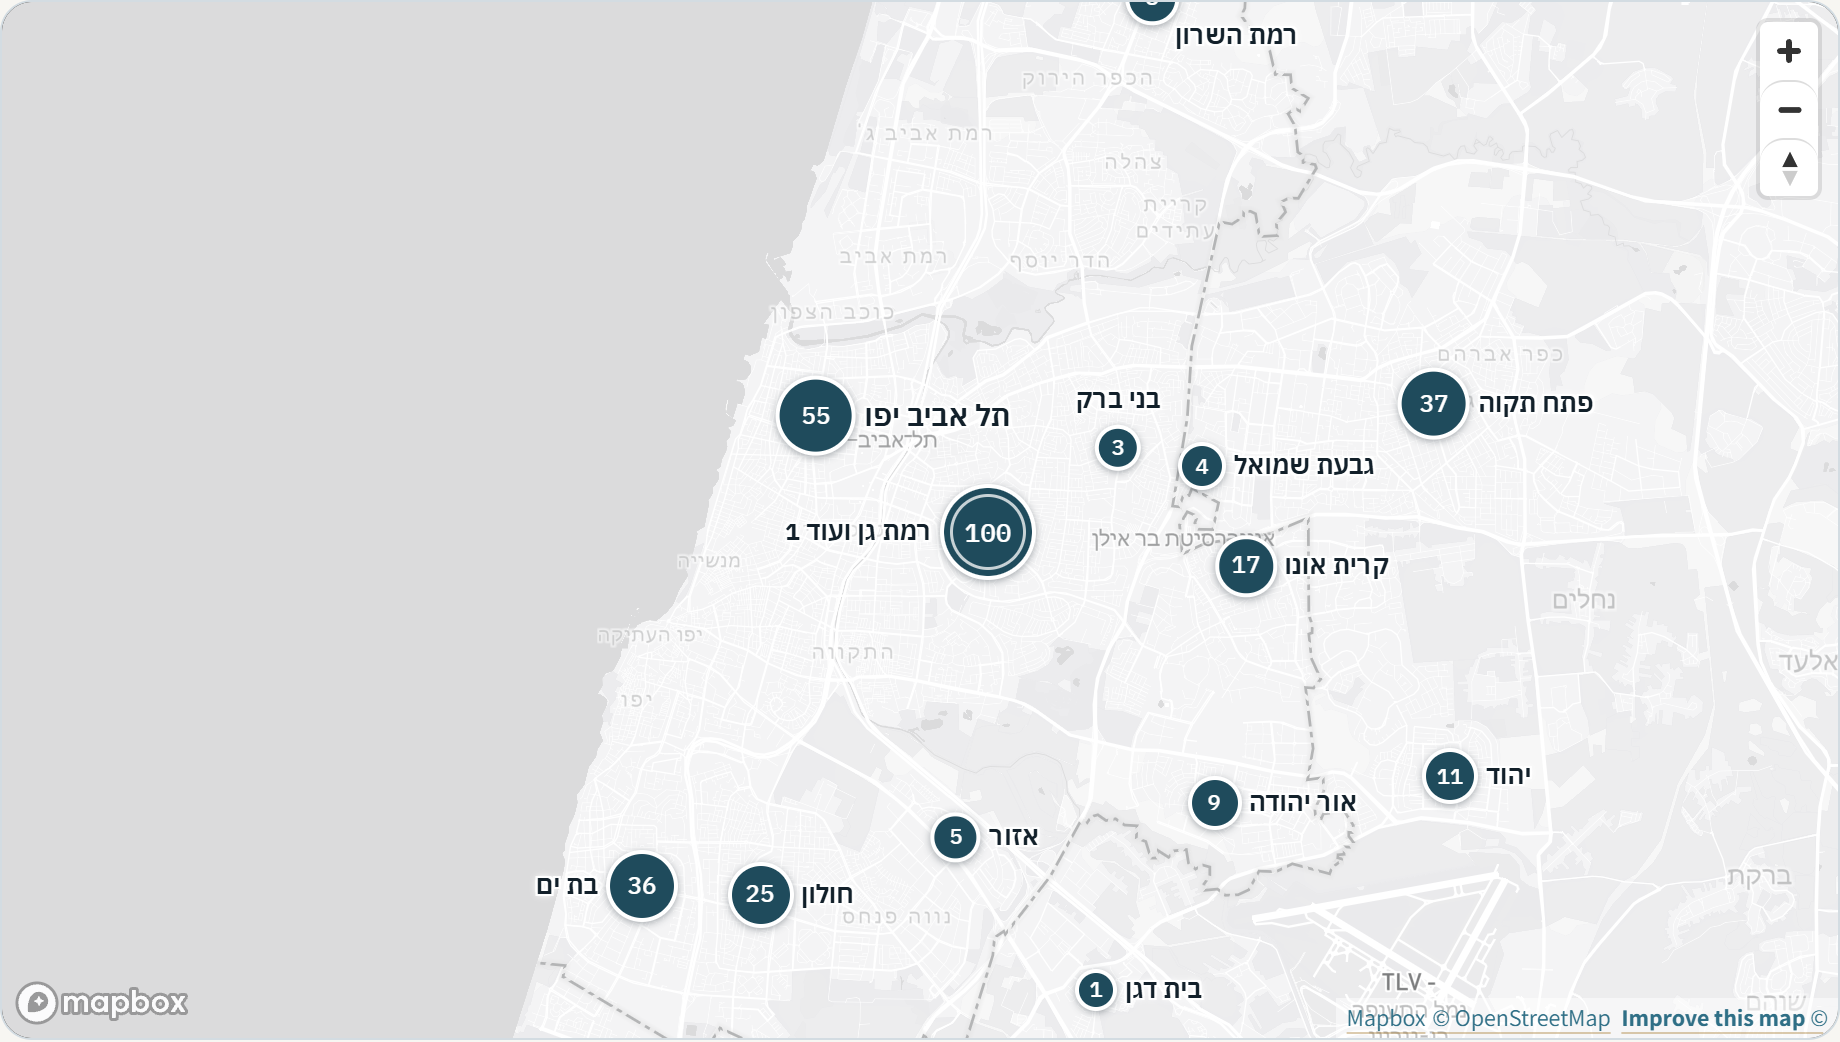 רמת השרון
הכפר הירוק
רמת אביב ג
צהלה
קריית
עתידים
רמת אביב
הדר יוסף
כוכב הצפון
כפר אברהם
בני ברק
37 פתח תקוה
55 תל אביב יפו
תל־אביב–
3
4 גבעת שמואל
רמת גן ועוד 1
100
בר אילן
17 קרית אונו
מנשייה
נחלים
יפו העתיקה
התקווה
אלעד
יפו
11 יהוד
9 אור יהודה
5 אזור
ברקת
36 בת ים
25 חולון
נווה פנחס
TLV -
1 בית דגן
שוהם
mapbox
Mapbox © OpenStreetMap Improve this map ©